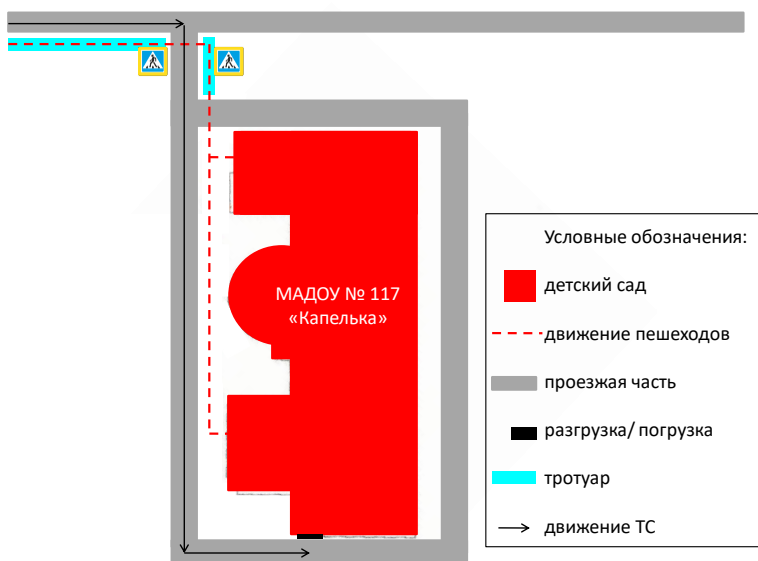 МАДОУ № 117
«Капелька»
Условные обозначения:
детский сад
движение пешеходов
проезжая часть
разгрузка/ погрузка
тротуар
движение ТС